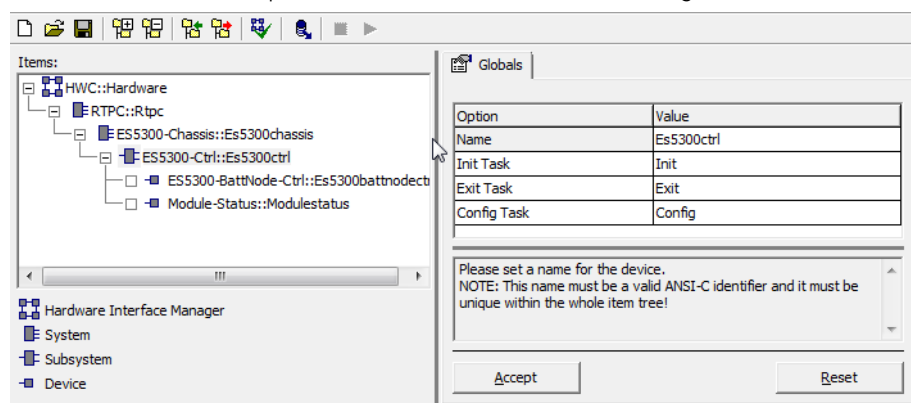 Items:
HWC::Hardware
RTPC::Rtpc
ES5300-Chassis::Es5300chassis
ES5300-Ctrl::Es5300ctrl
ES5300-BattNode-Ctrl::Es5300battnodect
Module-Status::Modulestatus
Hardware Interface Manager
System
Subsystem
Device
Globals
Option Value
Name Es5300ctrl
Init Task Init
Exit Task Exit
Config Task Config
Please set a name for the device.
NOTE: This name must be a valid ANSI-C identifier and it must be
unique within the whole item tree!
Accept Reset